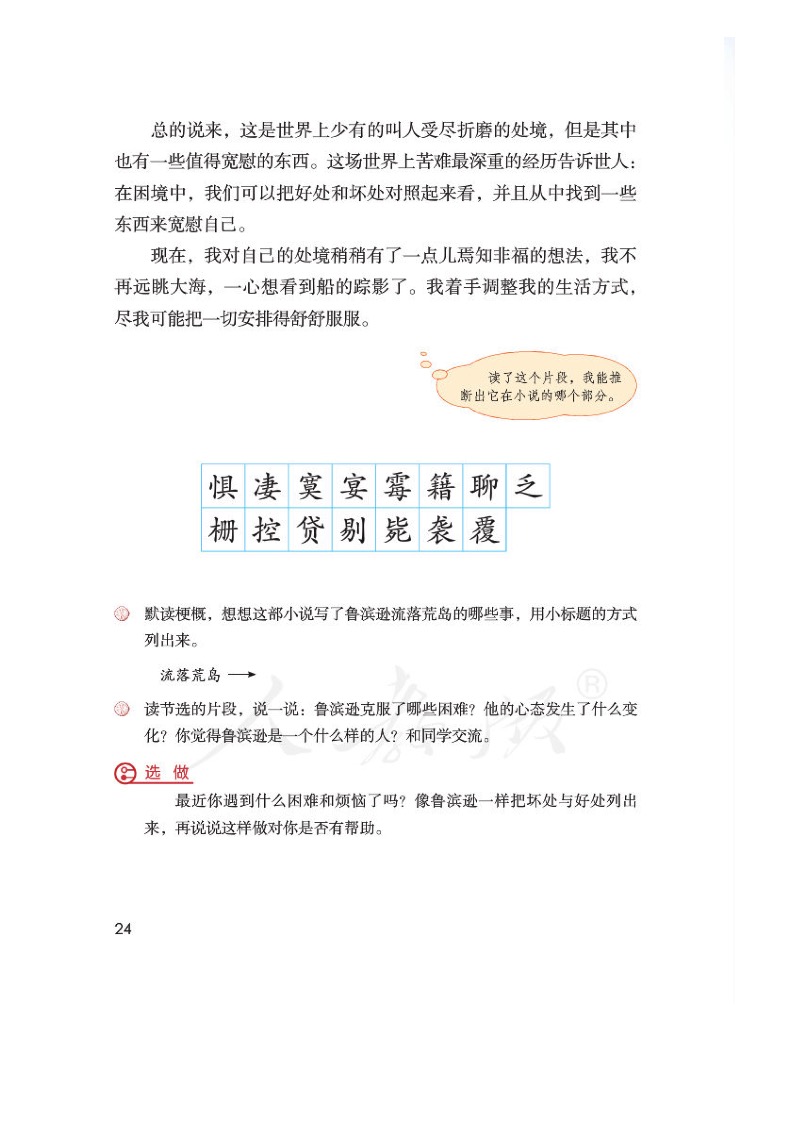 总的说来，这是世界上少有的叫人受尽折磨的处境，但是其中
也有一些值得宽慰的东西。这场世界上苦难最深重的经历告诉世人：
在困境中，我们可以把好处和坏处对照起来看，并且从中找到一些
东西来宽慰自己。
现在，我对自己的处境稍稍有了一点儿焉知非福的想法，我不
再远眺大海，一心想看到船的踪影了。我着手调整我的生活方式，
尽我可能把一切安排得舒舒服服。
读了这个片段，我能推
断出它在小说的哪个部分。
惧凄寞宴霉籍聊乏
栅控贷剔毙袭覆
默读梗概，想想这部小说写了鲁滨逊流落荒岛的哪些事，用小标题的方式
列出来。
流落荒岛 ⟶
读节选的片段，说一说：鲁滨逊克服了哪些困难？他的心态发生了什么变
化？你觉得鲁滨逊是一个什么样的人？和同学交流。
选做
最近你遇到什么困难和烦恼了吗？像鲁滨逊一样把坏处与好处列出
来，再说说这样做对你是否有帮助。
人教版®
24